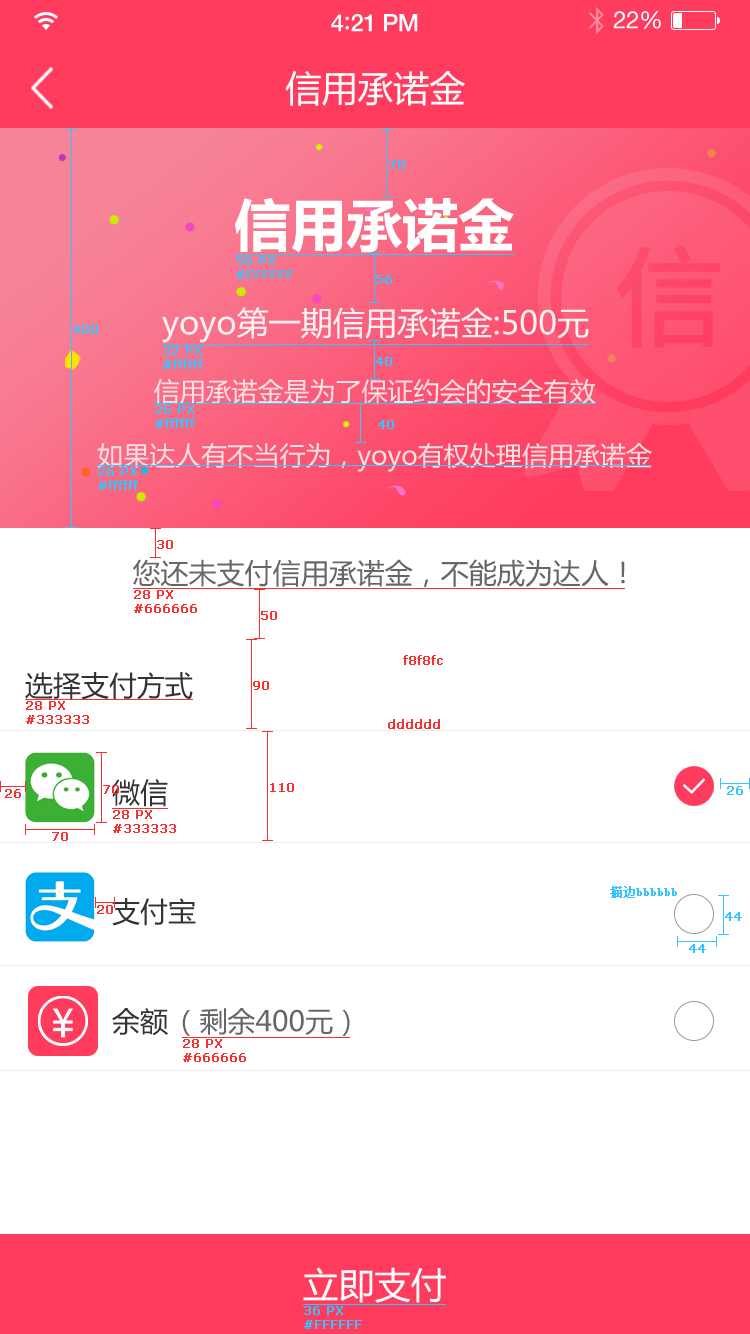 4:21 PM
22%
信用承诺金
70
信用承诺金
56
#FFFFFF
信
yoyo第一期信用承诺金:500元
400
32 PX
#ffffff
40
信用承诺金是为了保证约会的安全有效
26 PX
#ffffff
40
如果达人有不当行为，yoyo有权处理信用承诺金
26 PX
#ffffff
30
您还未支付信用承诺金，不能成为达人！
28 PX
#666666
50
f8f8fc
选择支付方式
90
28 PX
#333333
dddddd
26
70
微信
110
26
28 PX
#333333
70
支
20
支付宝
描边bbbbbb
44
44
¥
余额（剩余400元）
28 PX
#666666
立即支付
36 PX
#FFFFFF